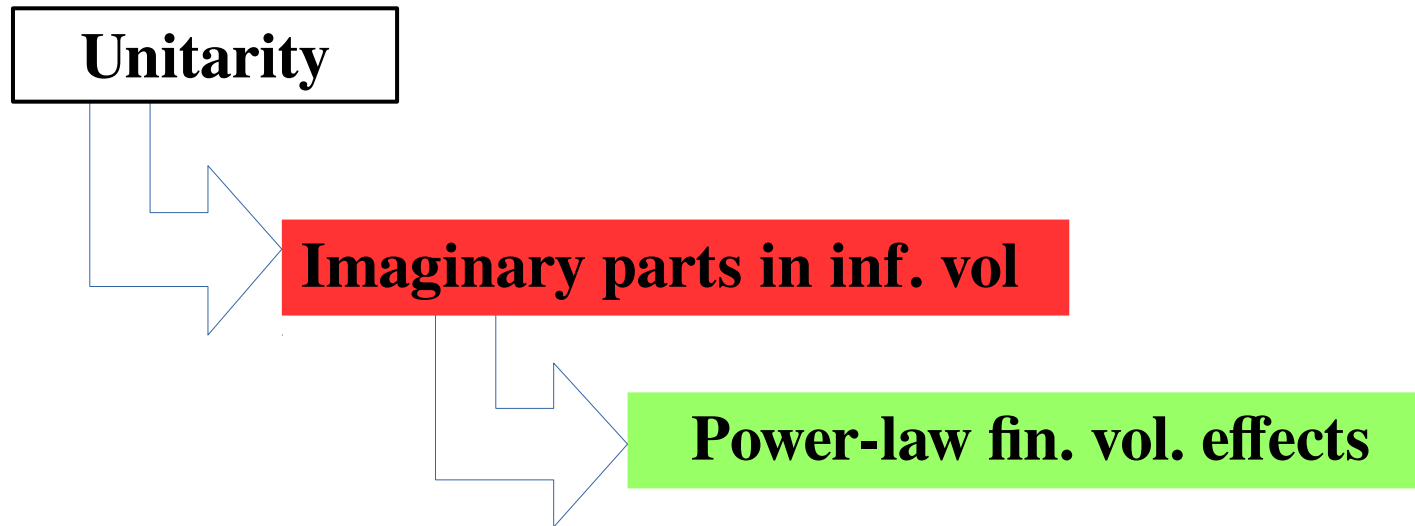 Unitarity
Imaginary parts in inf. vol
Power-law fin. vol. effects